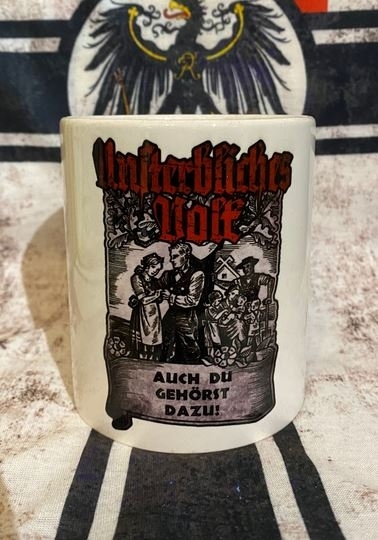 Unsterbliches
Volk
AUCH DU
GEHÖRST
DAZU!